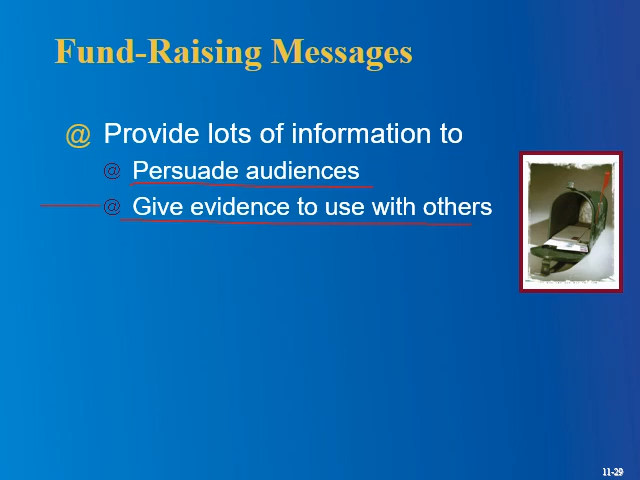 Fund-Raising Messages
@ Provide lots of information to
@ Persuade audiences
@ Give evidence to use with others
11-29